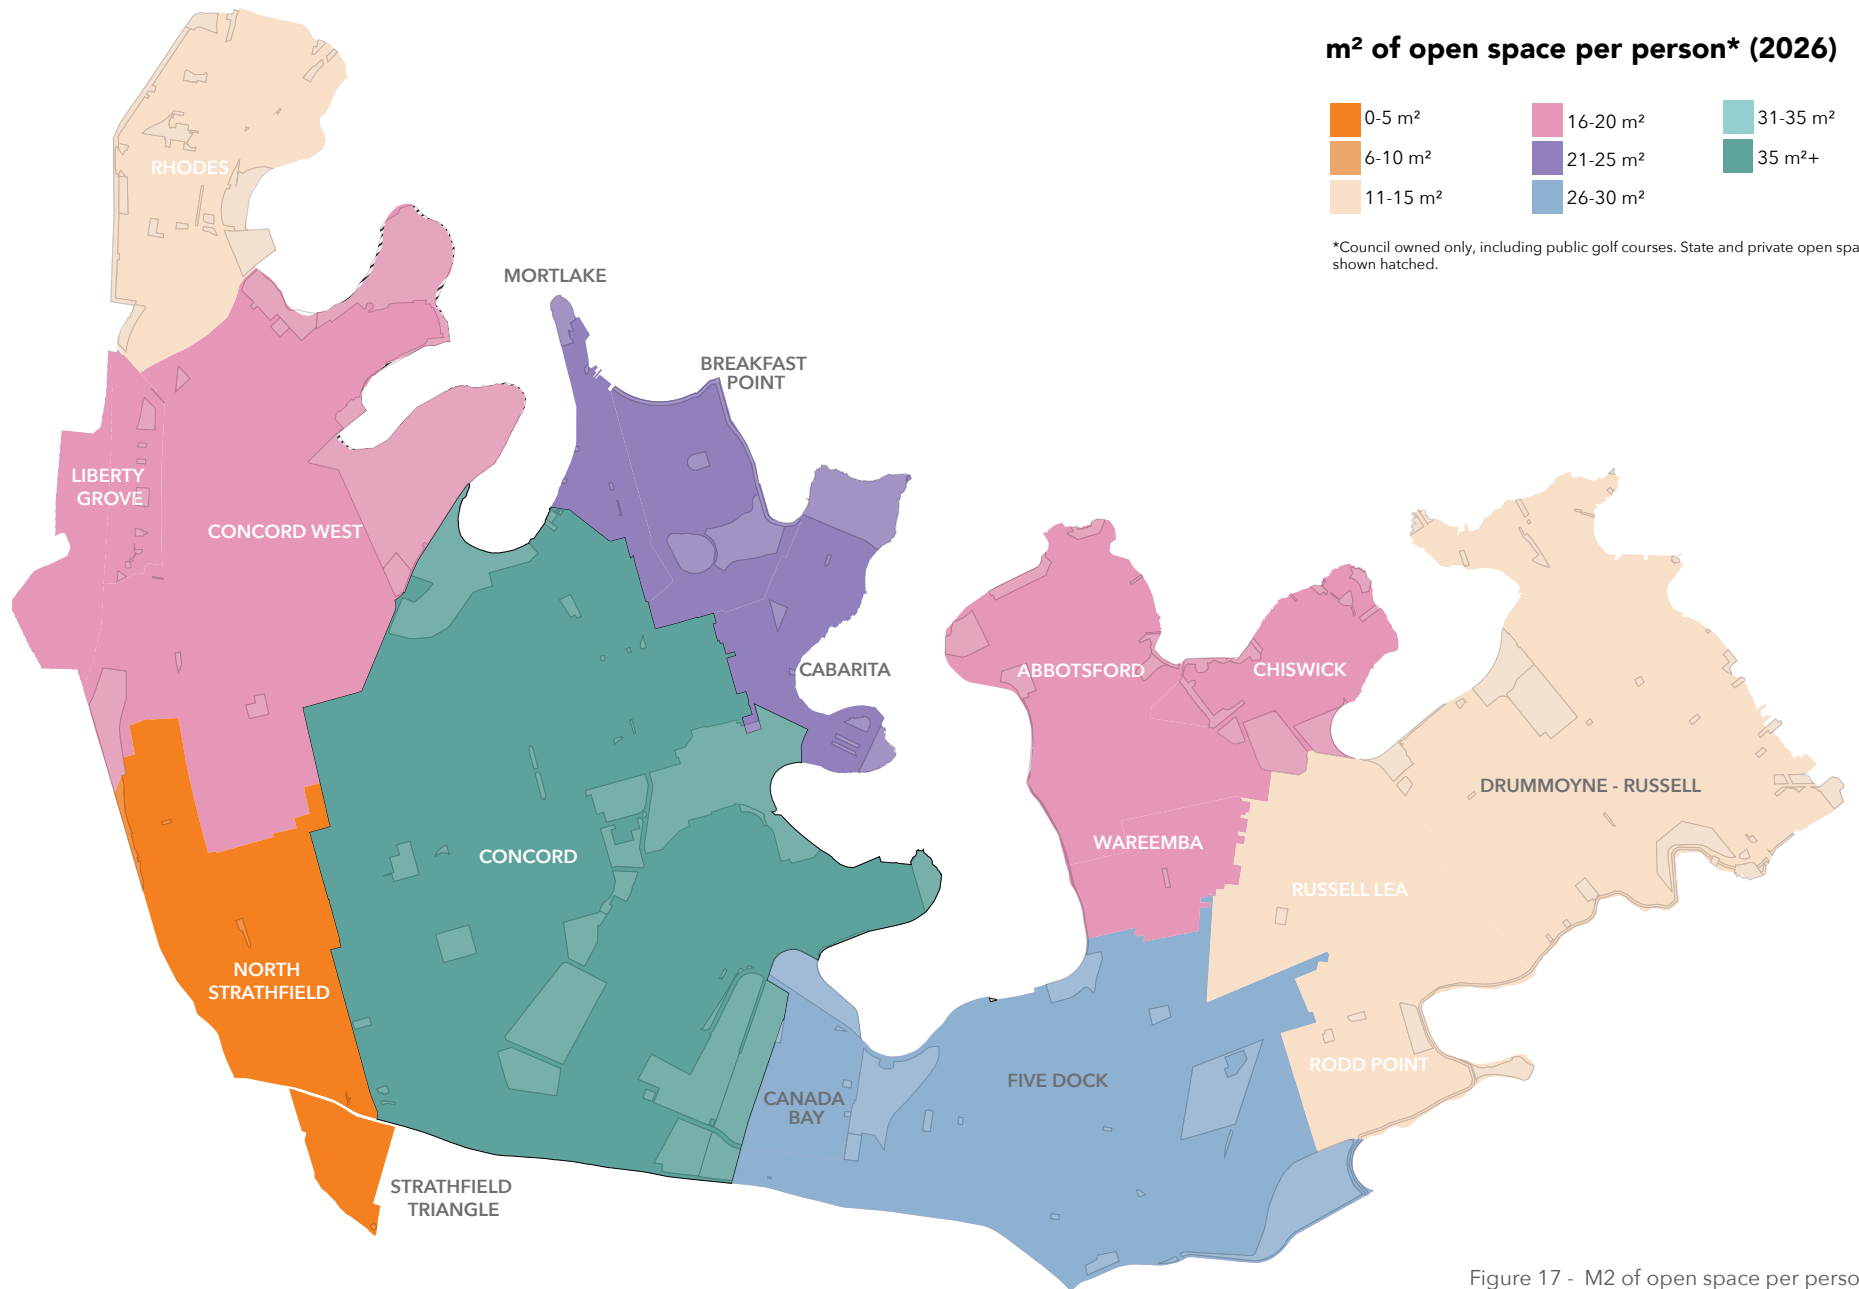 m² of open space per person* (2026)
0-5 m²
6-10 m²
11-15 m²
16-20 m²
21-25 m²
26-30 m²
31-35 m²
35 m²+
*Council owned only, including public golf courses. State and private open spa
shown hatched.
RHODES
MORTLAKE
BREAKFAST
POINT
LIBERTY
GROVE
CONCORD WEST
CABARITA
ABBOTSFORD
CHISWICK
DRUMMOYNE - RUSSELL
WAREEMBA
CONCORD
RUSSELL LEA
NORTH
STRATHFIELD
RODD POINT
FIVE DOCK
CANADA
BAY
STRATHFIELD
TRIANGLE
Figure 17 - M2 of open space per perso